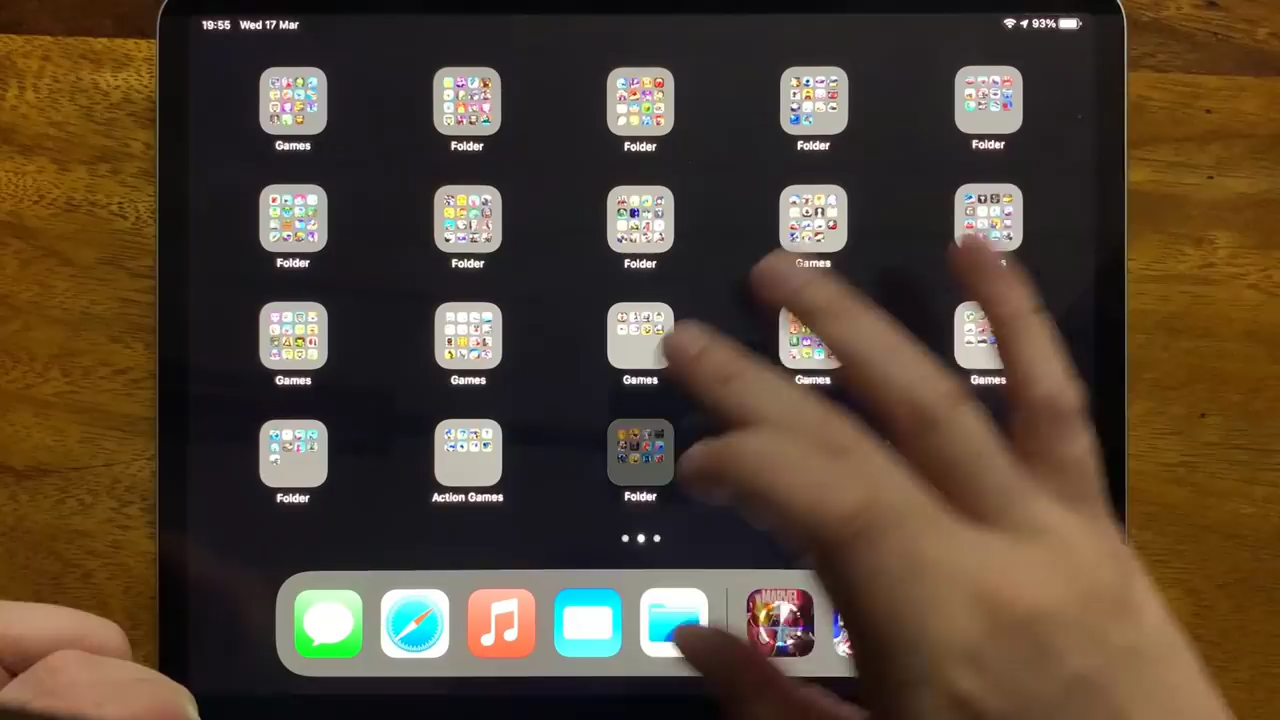 19:55 Wed 17 Mar 93%
Games Folder Folder Folder Folder
Folder Folder Folder Games
Games Games Games Games Games
Folder Action Games Folder
MARVEL